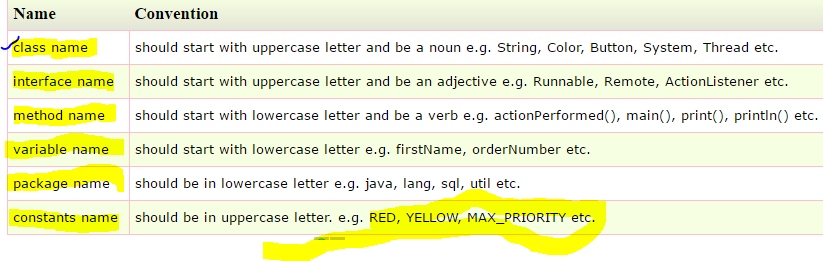 Name Convention
class name should start with uppercase letter and be a noun e.g. String, Color, Button, System, Thread etc.
interface name should start with uppercase letter and be an adjective e.g. Runnable, Remote, ActionListener etc.
method name should start with lowercase letter and be a verb e.g. actionPerformed(), main(), print(), println() etc.
variable name should start with lowercase letter e.g. firstName, orderNumber etc.
package name should be in lowercase letter e.g. java, lang, sql, util etc.
constants name should be in uppercase letter. e.g. RED, YELLOW, MAX_PRIORITY etc.